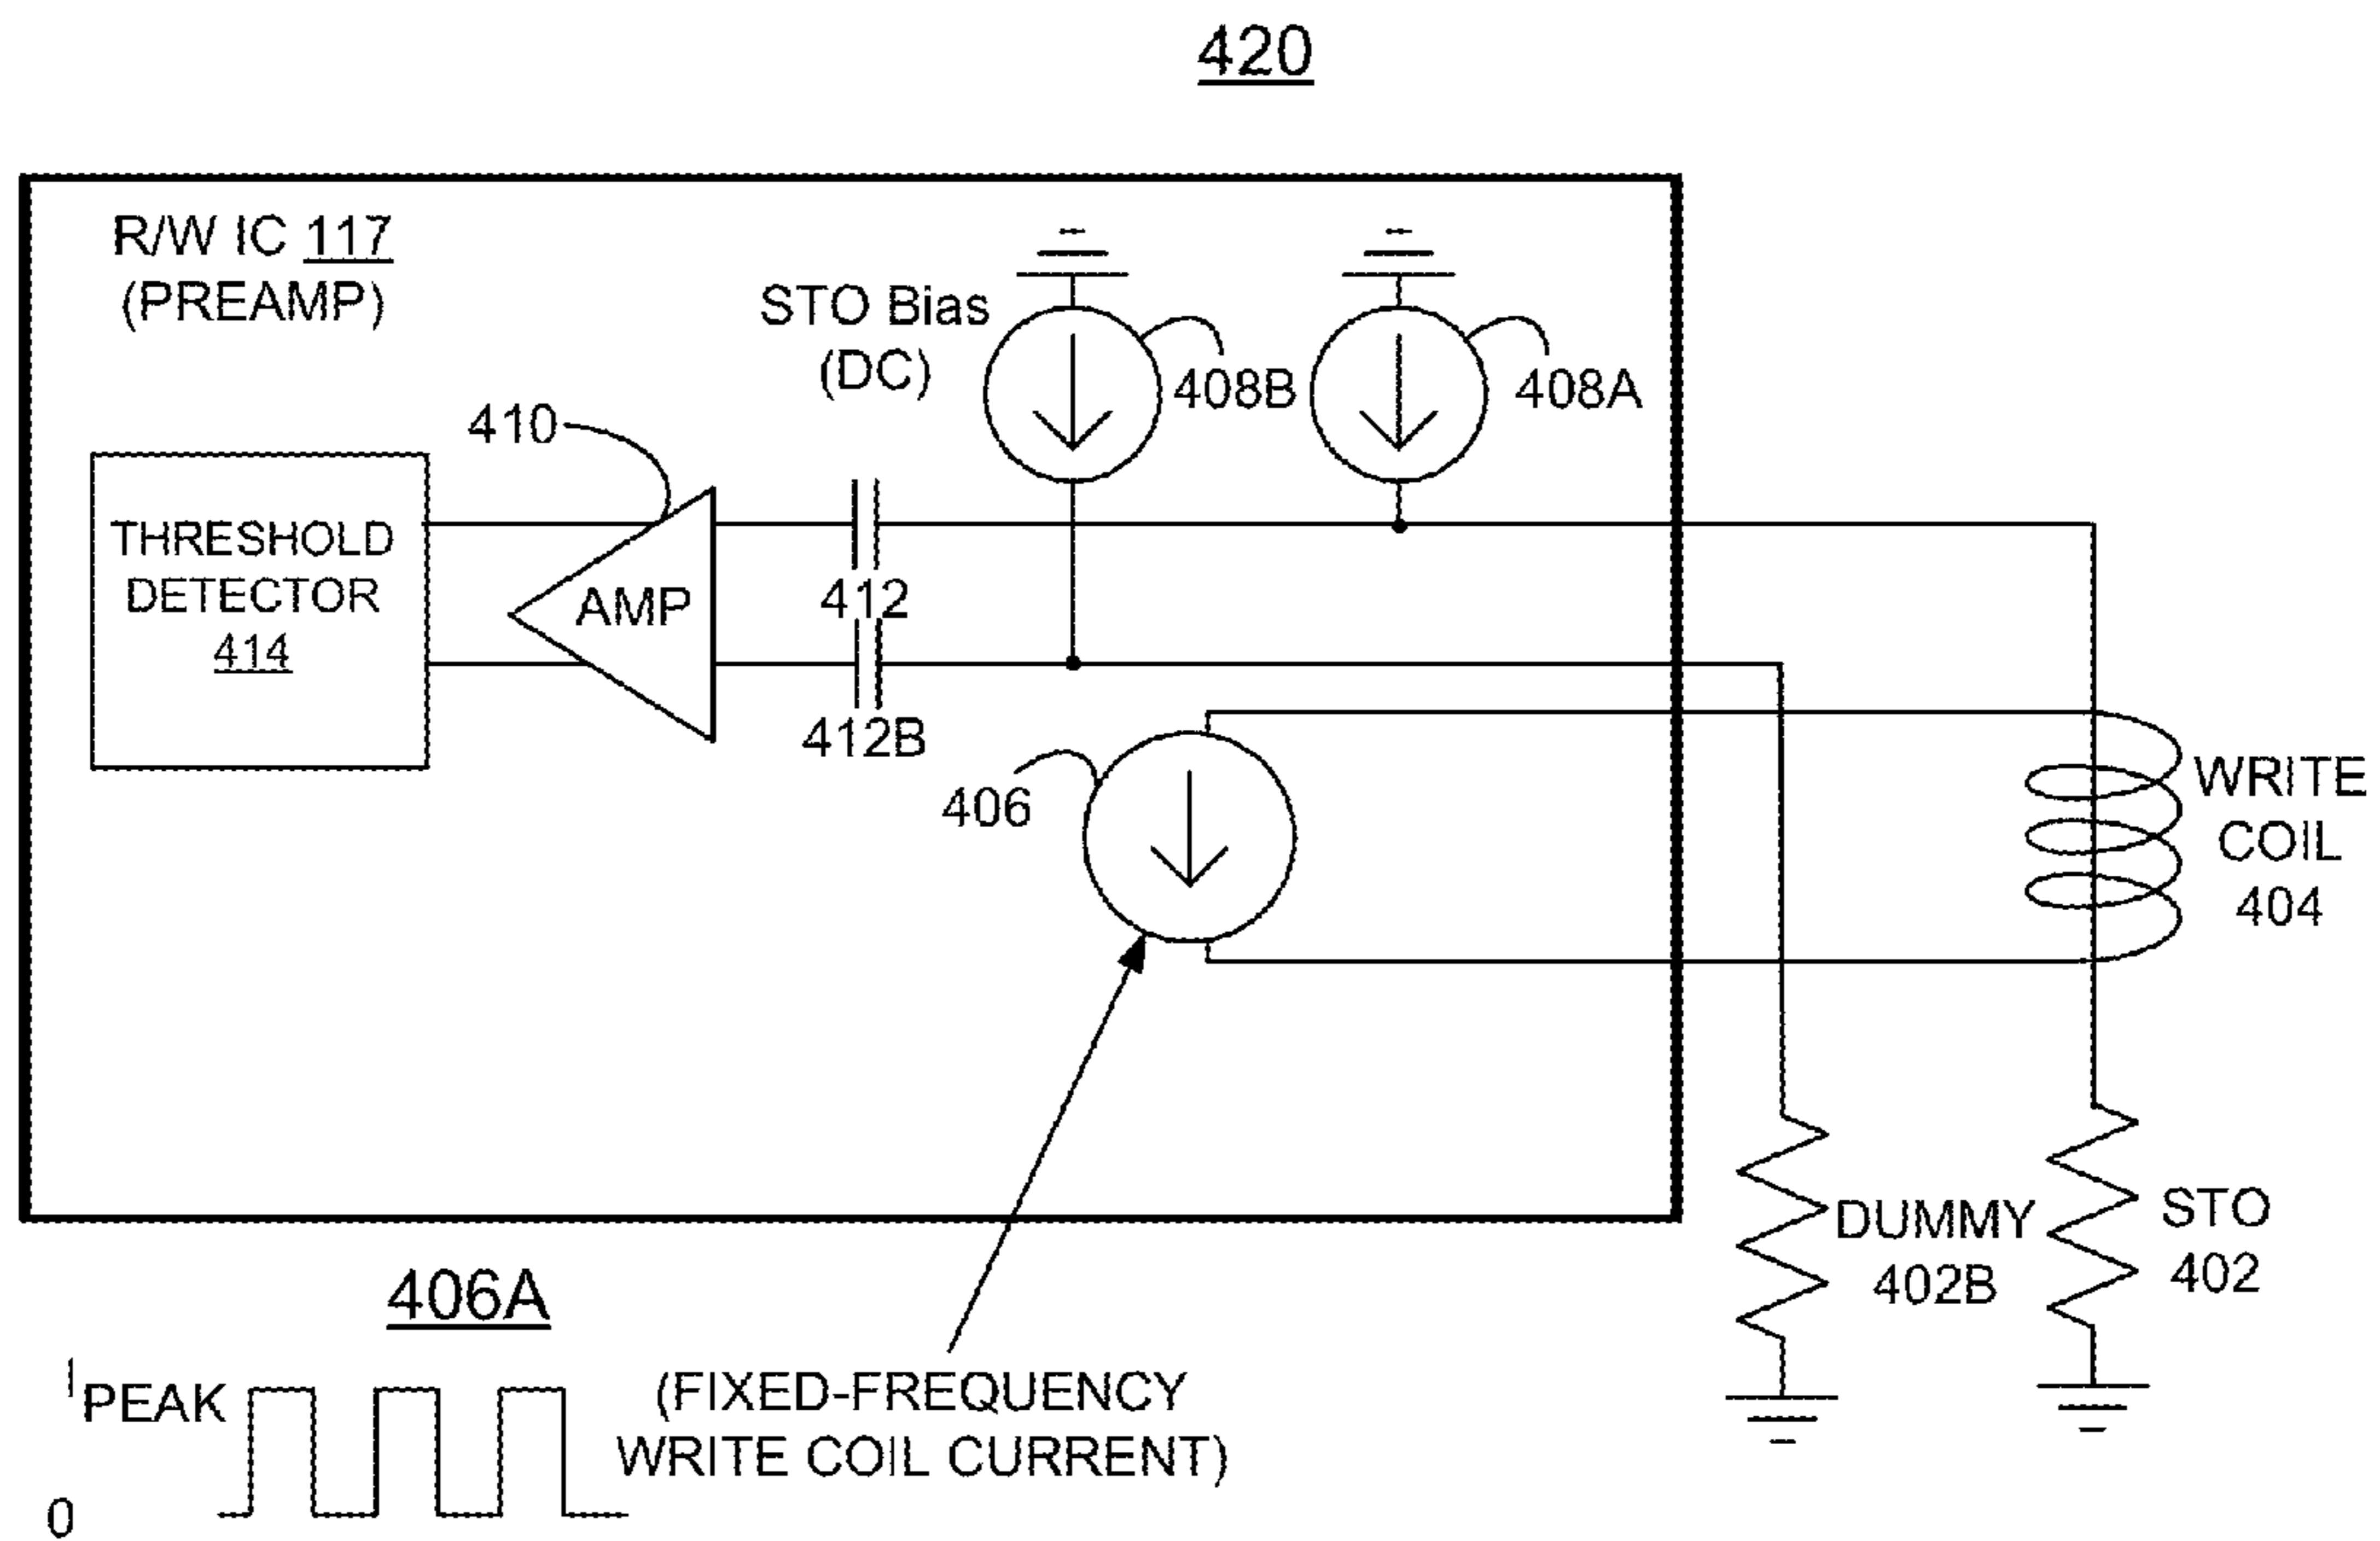 420
R/W IC 117
(PREAMP)
STO Bias
(DC)
408B
408A
410
THRESHOLD
DETECTOR
414
AMP
412
412B
406
WRITE
COIL
404
DUMMY
402B
STO
402
406A
I PEAK
0
(FIXED-FREQUENCY
WRITE COIL CURRENT)